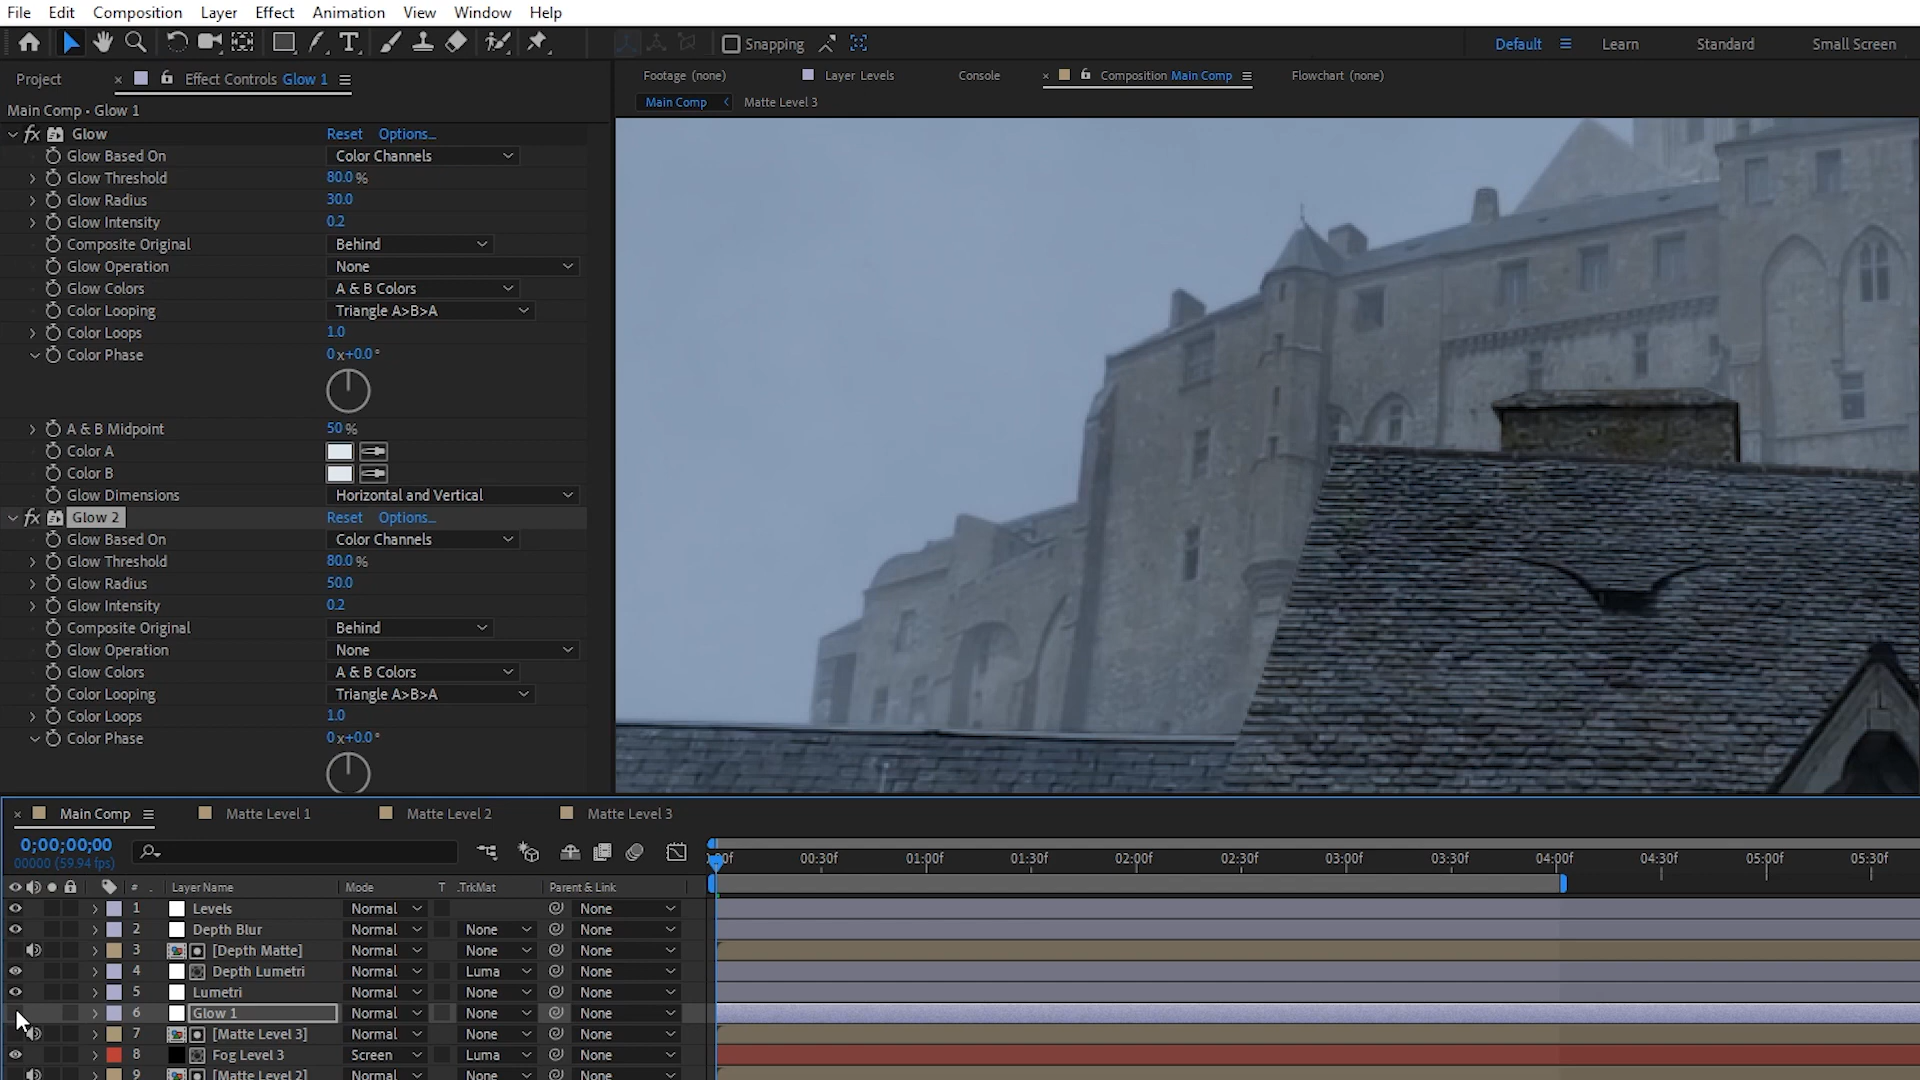 File Edit Composition Layer Effect Animation View Window Help
Snapping Default Learn Standard Small Screen
Project × Effect Controls Glow 1
Footage (none) Layer Levels Console × Composition Main Comp Flowchart (none)
Main Comp Matte Level 3
Main Comp • Glow 1
fx Glow Reset Options...
Glow Based On Color Channels
Glow Threshold 80.0 %
Glow Radius 30.0
Glow Intensity 0.2
Composite Original Behind
Glow Operation None
Glow Colors A & B Colors
Color Looping Triangle A>B>A
Color Loops 1.0
Color Phase 0 x+0.0 °
A & B Midpoint 50 %
Color A
Color B
Glow Dimensions Horizontal and Vertical
fx Glow 2 Reset Options...
Glow Based On Color Channels
Glow Threshold 80.0 %
Glow Radius 50.0
Glow Intensity 0.2
Composite Original Behind
Glow Operation None
Glow Colors A & B Colors
Color Looping Triangle A>B>A
Color Loops 1.0
Color Phase 0 x+0.0 °
× Main Comp Matte Level 1 Matte Level 2 Matte Level 3
0;00;00;00
00000 (59.94 fps)
00f 00:30f 01:00f 01:30f 02:00f 02:30f 03:00f 03:30f 04:00f 04:30f 05:00f 05:30f
# Layer Name Mode T .TrkMat Parent & Link
1 Levels Normal None
2 Depth Blur Normal None None
3 [Depth Matte] Normal None None
4 Depth Lumetri Normal Luma None
5 Lumetri Normal None None
6 Glow 1 Normal None None
7 [Matte Level 3] Normal None None
8 Fog Level 3 Screen Luma None
9 [Matte Level 2] Normal None None